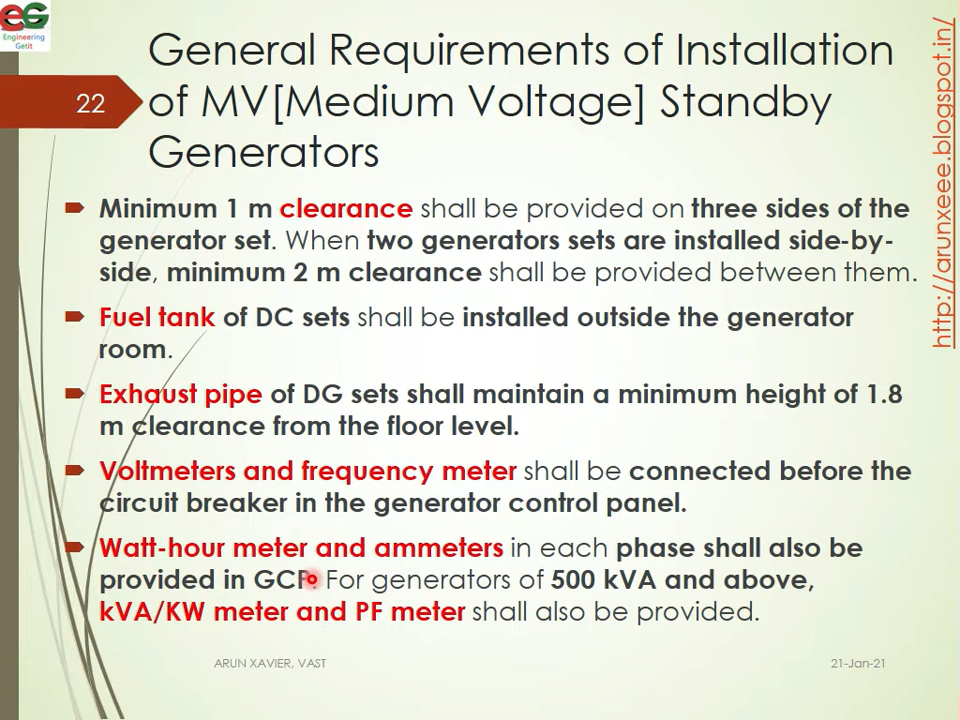 EG
Engineering
Getit
General Requirements of Installation
of MV[Medium Voltage] Standby
Generators
22
Minimum 1 m clearance shall be provided on three sides of the
generator set. When two generators sets are installed side-by-
side, minimum 2 m clearance shall be provided between them.
Fuel tank of DC sets shall be installed outside the generator
room.
Exhaust pipe of DG sets shall maintain a minimum height of 1.8
m clearance from the floor level.
Voltmeters and frequency meter shall be connected before the
circuit breaker in the generator control panel.
Watt-hour meter and ammeters in each phase shall also be
provided in GCP. For generators of 500 kVA and above,
kVA/KW meter and PF meter shall also be provided.
ARUN XAVIER, VAST
21-Jan-21
http://arunxeee.blogspot.in/